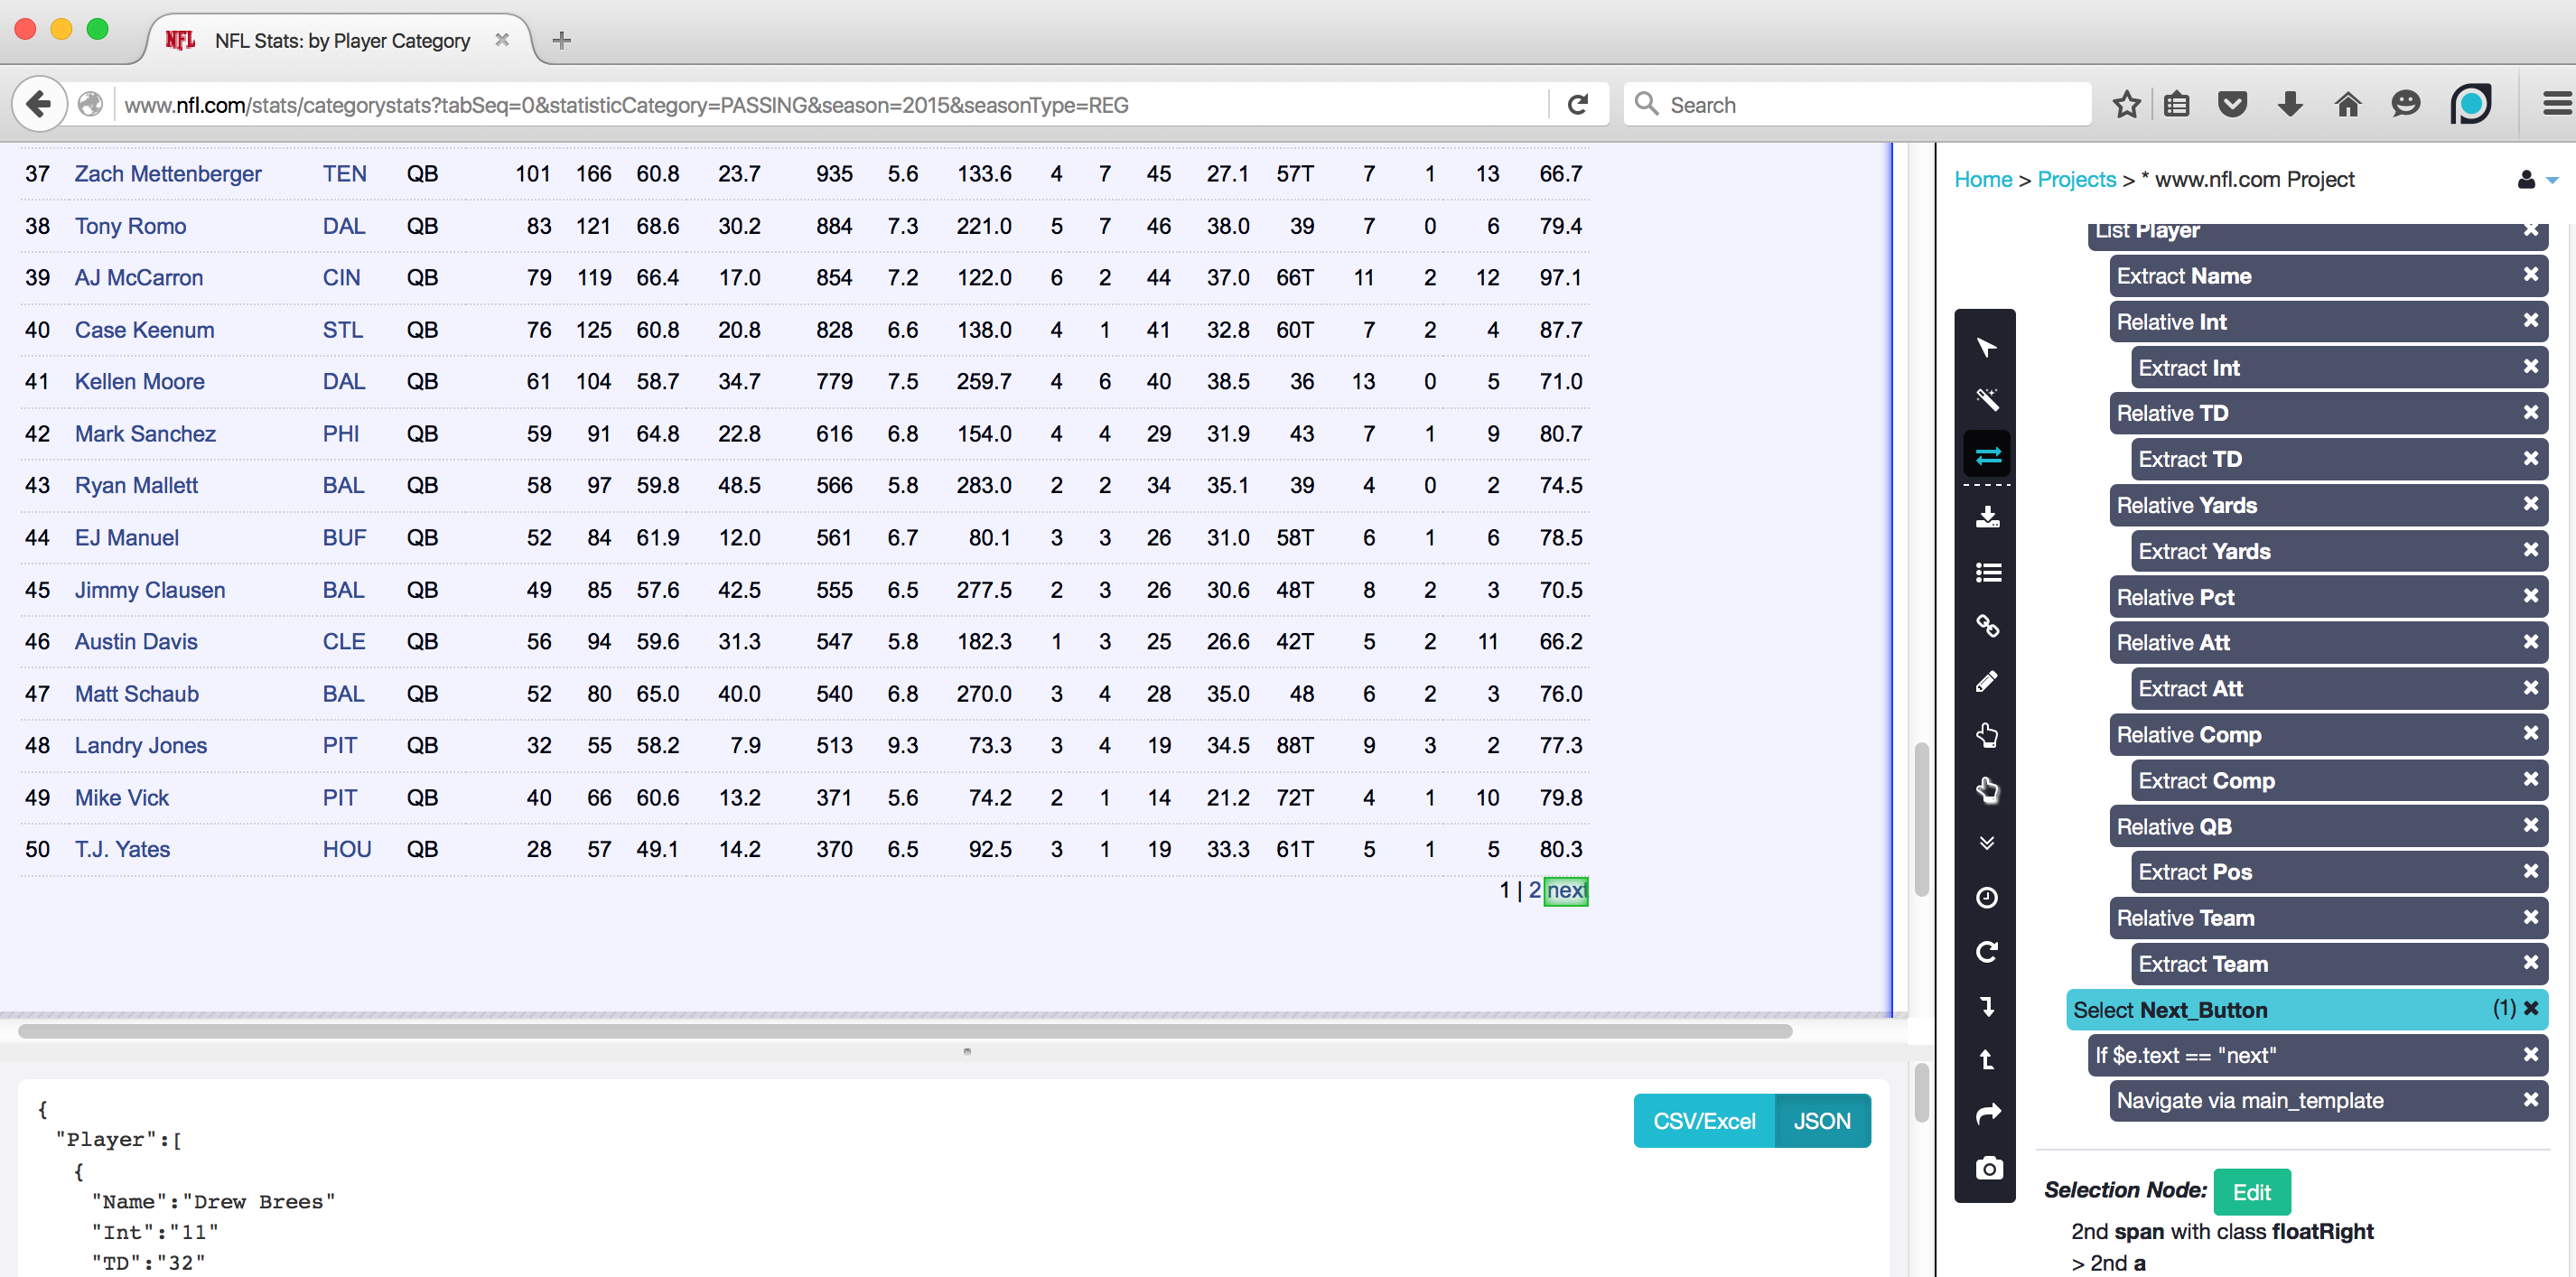 NFL NFL Stats: by Player Category
www.nfl.com/stats/categorystats?tabSeq=0&statisticCategory=PASSING&season=2015&seasonType=REG
Search
37 Zach Mettenberger TEN QB 101 166 60.8 23.7 935 5.6 133.6 4 7 45 27.1 57T 7 1 13 66.7
38 Tony Romo DAL QB 83 121 68.6 30.2 884 7.3 221.0 5 7 46 38.0 39 7 0 6 79.4
39 AJ McCarron CIN QB 79 119 66.4 17.0 854 7.2 122.0 6 2 44 37.0 66T 11 2 12 97.1
40 Case Keenum STL QB 76 125 60.8 20.8 828 6.6 138.0 4 1 41 32.8 60T 7 2 4 87.7
41 Kellen Moore DAL QB 61 104 58.7 34.7 779 7.5 259.7 4 6 40 38.5 36 13 0 5 71.0
42 Mark Sanchez PHI QB 59 91 64.8 22.8 616 6.8 154.0 4 4 29 31.9 43 7 1 9 80.7
43 Ryan Mallett BAL QB 58 97 59.8 48.5 566 5.8 283.0 2 2 34 35.1 39 4 0 2 74.5
44 EJ Manuel BUF QB 52 84 61.9 12.0 561 6.7 80.1 3 3 26 31.0 58T 6 1 6 78.5
45 Jimmy Clausen BAL QB 49 85 57.6 42.5 555 6.5 277.5 2 3 26 30.6 48T 8 2 3 70.5
46 Austin Davis CLE QB 56 94 59.6 31.3 547 5.8 182.3 1 3 25 26.6 42T 5 2 11 66.2
47 Matt Schaub BAL QB 52 80 65.0 40.0 540 6.8 270.0 3 4 28 35.0 48 6 2 3 76.0
48 Landry Jones PIT QB 32 55 58.2 7.9 513 9.3 73.3 3 4 19 34.5 88T 9 3 2 77.3
49 Mike Vick PIT QB 40 66 60.6 13.2 371 5.6 74.2 2 1 14 21.2 72T 4 1 10 79.8
50 T.J. Yates HOU QB 28 57 49.1 14.2 370 6.5 92.5 3 1 19 33.3 61T 5 1 5 80.3
1 | 2 next
{
"Player":[
{
"Name":"Drew Brees"
"Int":"11"
"TD":"32"
CSV/Excel JSON
Home > Projects > * www.nfl.com Project
List Player
Extract Name
Relative Int
Extract Int
Relative TD
Extract TD
Relative Yards
Extract Yards
Relative Pct
Relative Att
Extract Att
Relative Comp
Extract Comp
Relative QB
Extract Pos
Relative Team
Extract Team
Select Next_Button (1)
If $e.text == "next"
Navigate via main_template
Selection Node: Edit
2nd span with class floatRight
> 2nd a